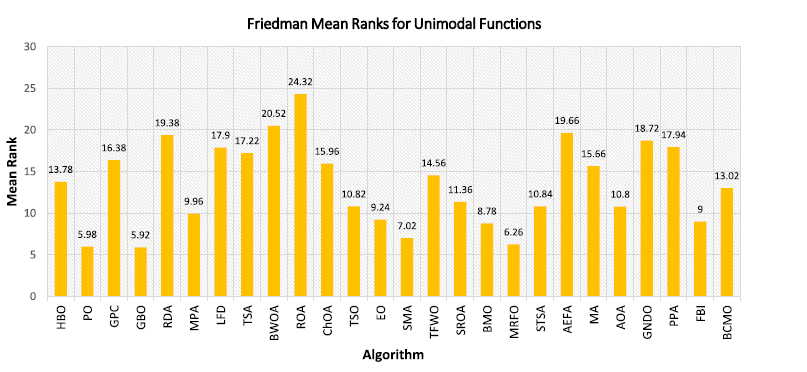 Friedman Mean Ranks for Unimodal Functions
Mean Rank
30
25
20
15
10
5
0
13.78
5.98
16.38
5.92
19.38
9.96
17.9
17.22
20.52
24.32
15.96
10.82
9.24
7.02
14.56
11.36
8.78
6.26
10.84
19.66
15.66
10.8
18.72
17.94
9
13.02
HBO
PO
GPC
GBO
RDA
MPA
LFD
TSA
BWOA
ROA
ChOA
TSO
EO
SMA
TFWO
SROA
BMO
MRFO
STSA
AEFA
MA
AOA
GNDO
PPA
FBI
BCMO
Algorithm